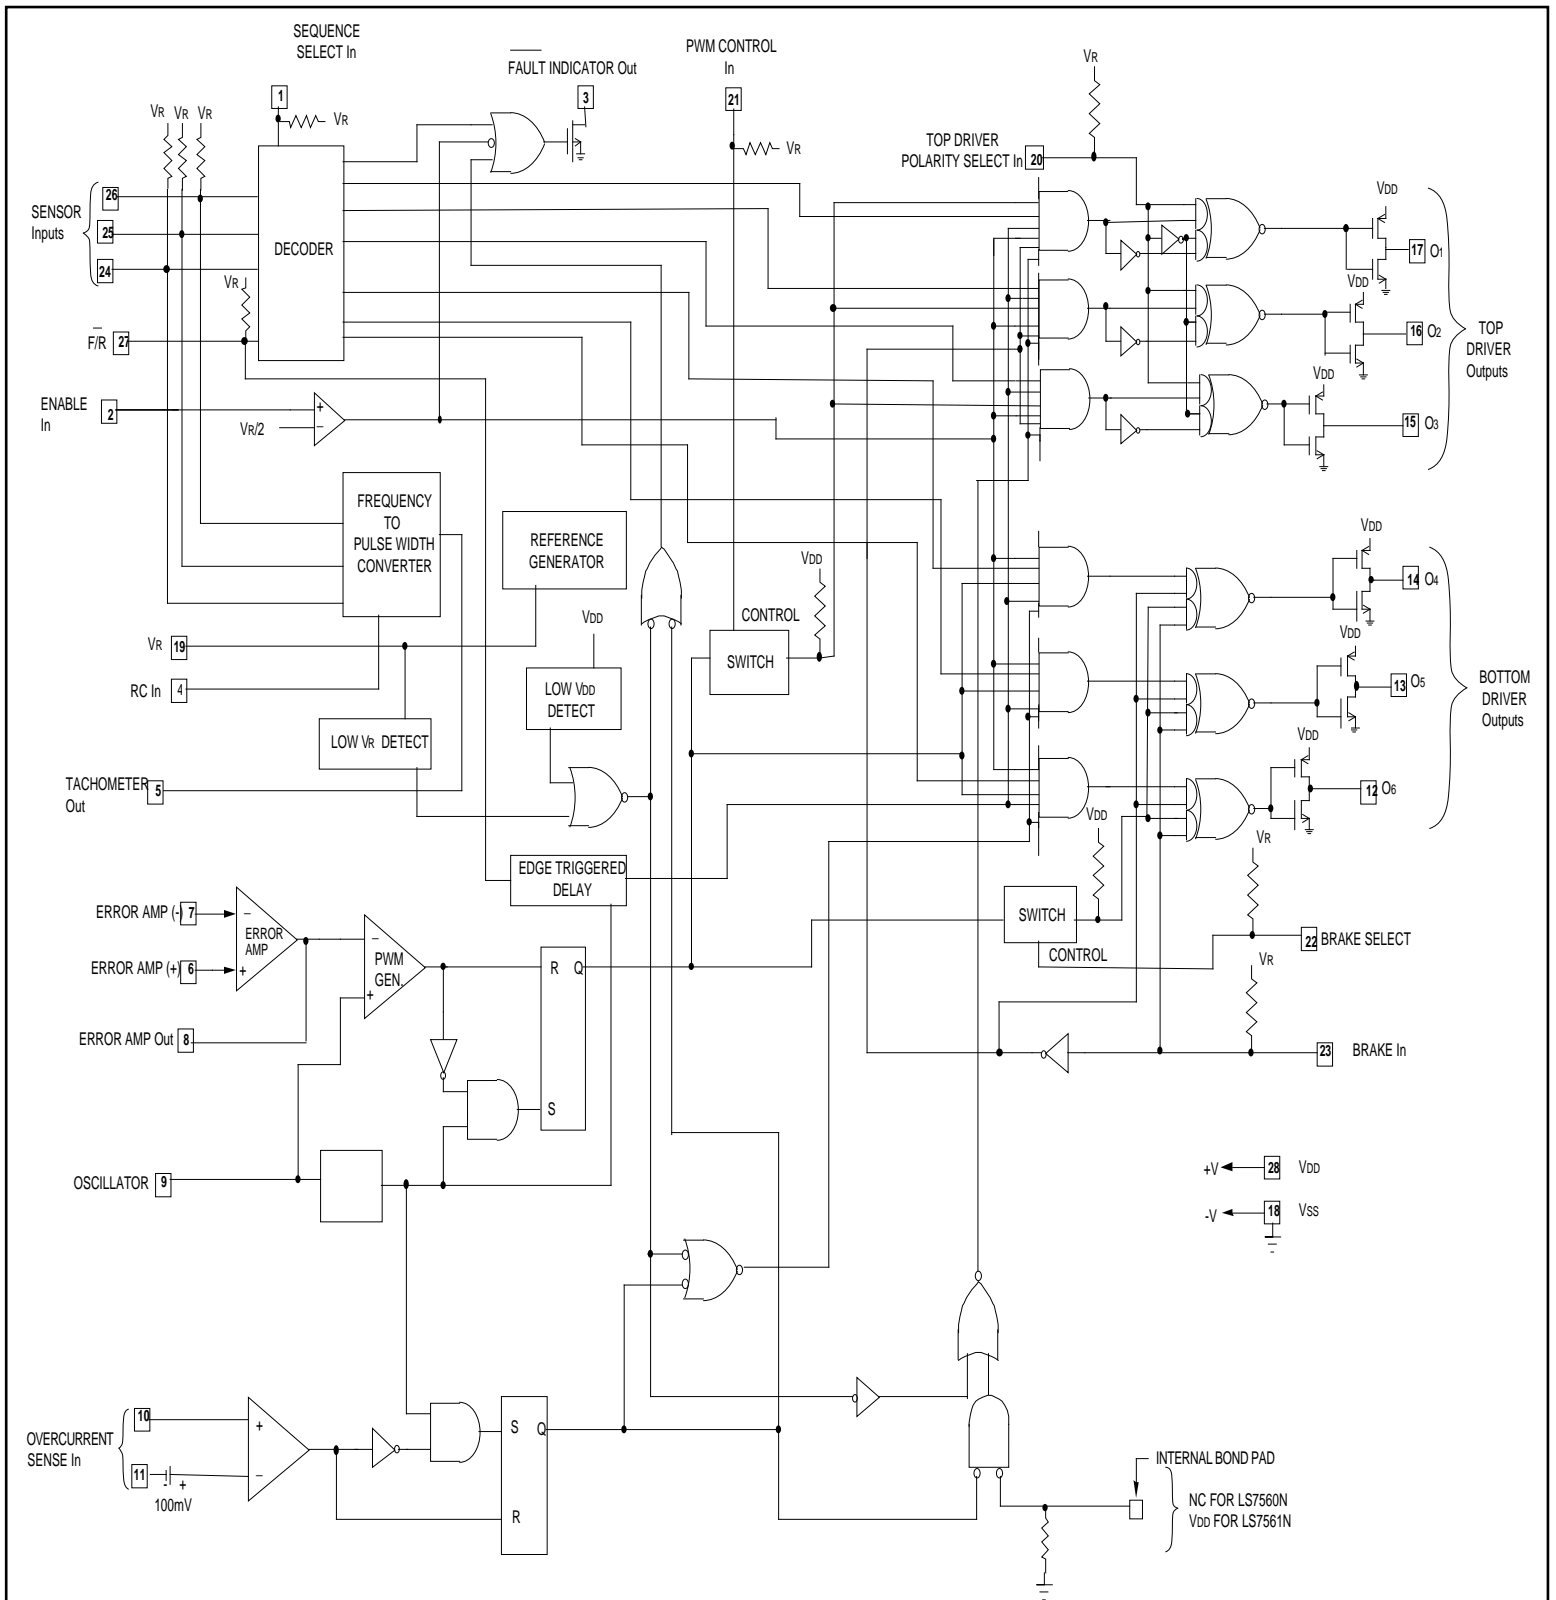 SEQUENCE
SELECT In
1
VR
FAULT INDICATOR Out
3
PWM CONTROL
In
21
VR
VR
TOP DRIVER
POLARITY SELECT In
20
VR VR VR
SENSOR
Inputs
26
25
24
DECODER
VR
F/R
27
ENABLE
In
2
VR/2
+
–
VDD
17
O1
VDD
16
O2
VDD
15
O3
TOP
DRIVER
Outputs
FREQUENCY
TO
PULSE WIDTH
CONVERTER
REFERENCE
GENERATOR
VDD
VDD
CONTROL
SWITCH
VR
19
RC In
4
LOW VDD
DETECT
LOW VR DETECT
TACHOMETER
Out
5
VDD
14
O4
VDD
13
O5
VDD
12
O6
BOTTOM
DRIVER
Outputs
EDGE TRIGGERED
DELAY
VDD
VR
SWITCH
CONTROL
22
BRAKE SELECT
VR
23
BRAKE In
ERROR AMP (-)
7
ERROR AMP (+)
6
–
ERROR
AMP
+
–
PWM
GEN.
+
R
Q
S
ERROR AMP Out
8
OSCILLATOR
9
+V
28
VDD
-V
18
VSS
OVERCURRENT
SENSE In
10
11
- +
100mV
+
–
S
Q
R
INTERNAL BOND PAD
NC FOR LS7560N
VDD FOR LS7561N